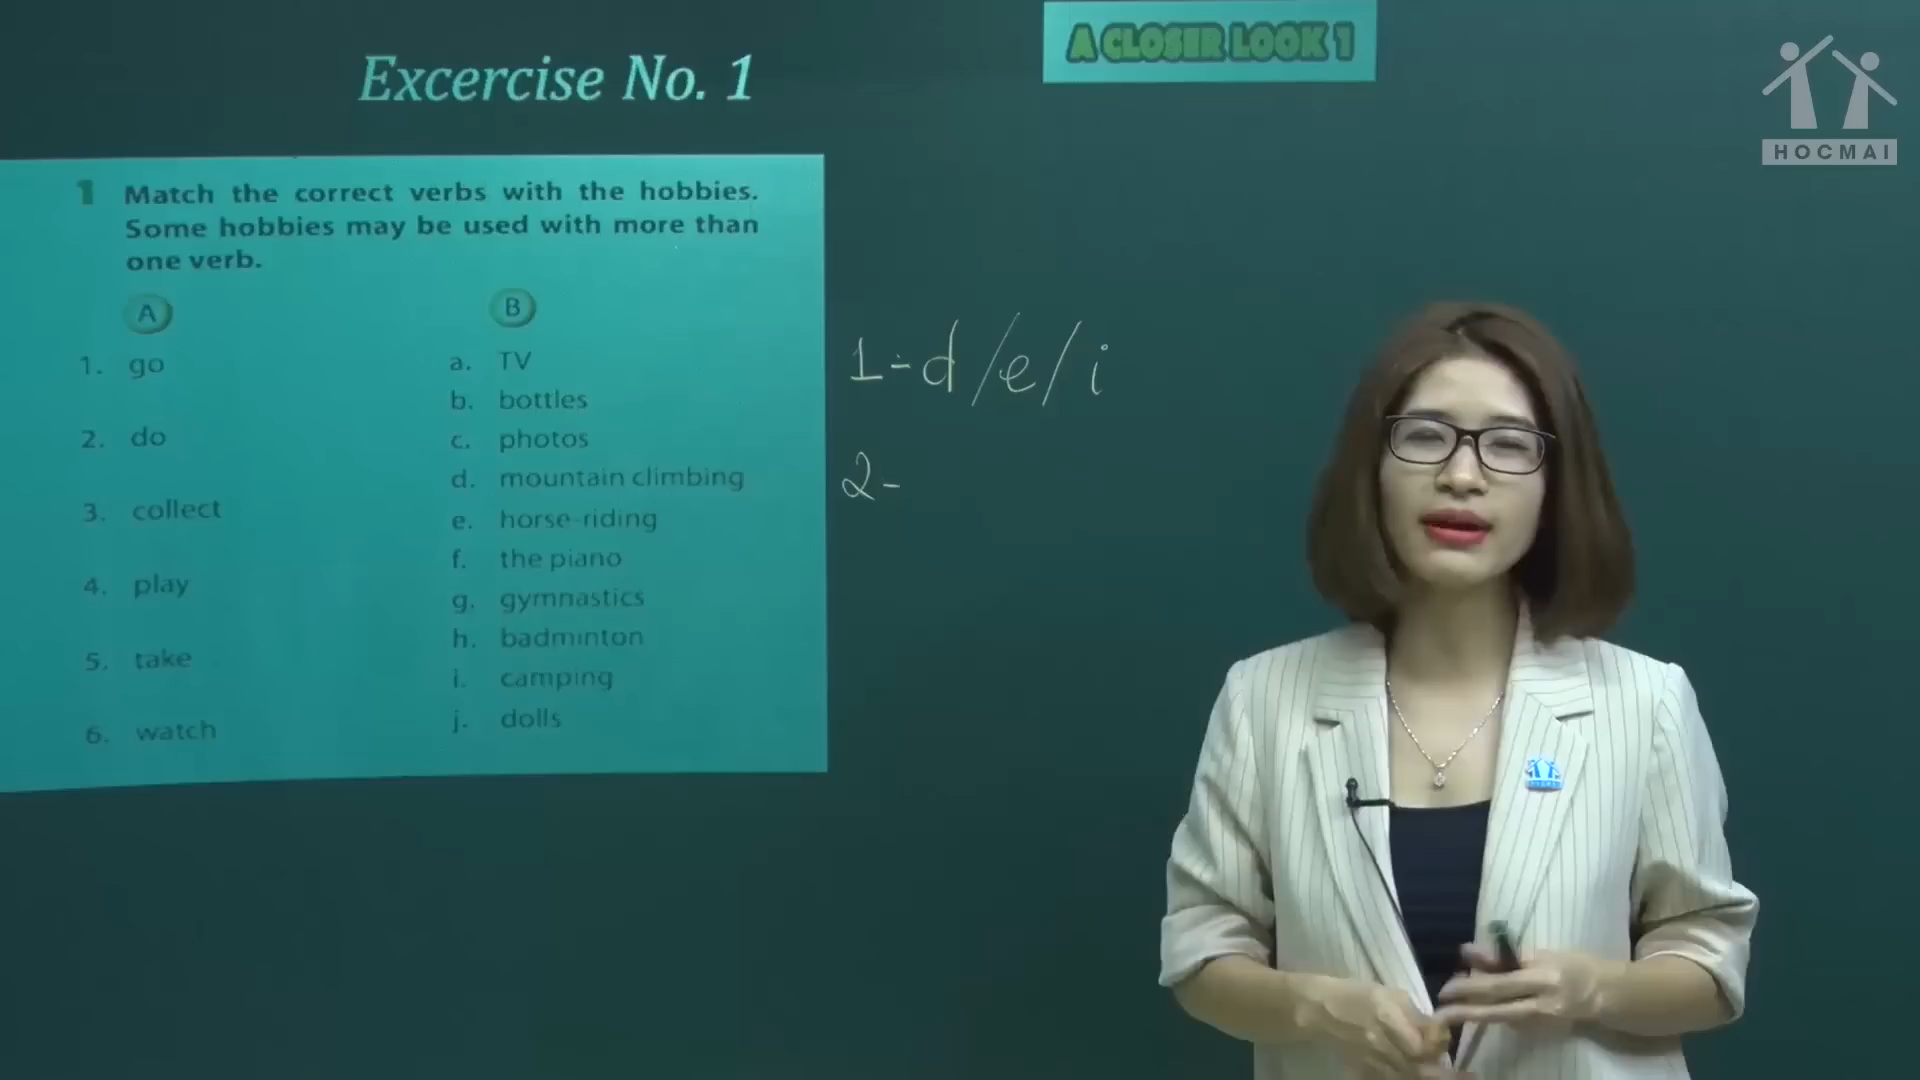 A CLOSER LOOK 1
Excercise No. 1
HOCMAI
1 Match the correct verbs with the hobbies.
Some hobbies may be used with more than
one verb.
A
B
1. go
2. do
3. collect
4. play
5. take
6. watch
a. TV
b. bottles
c. photos
d. mountain climbing
e. horse-riding
f. the piano
g. gymnastics
h. badminton
i. camping
j. dolls
1 - d / e / i
2 -